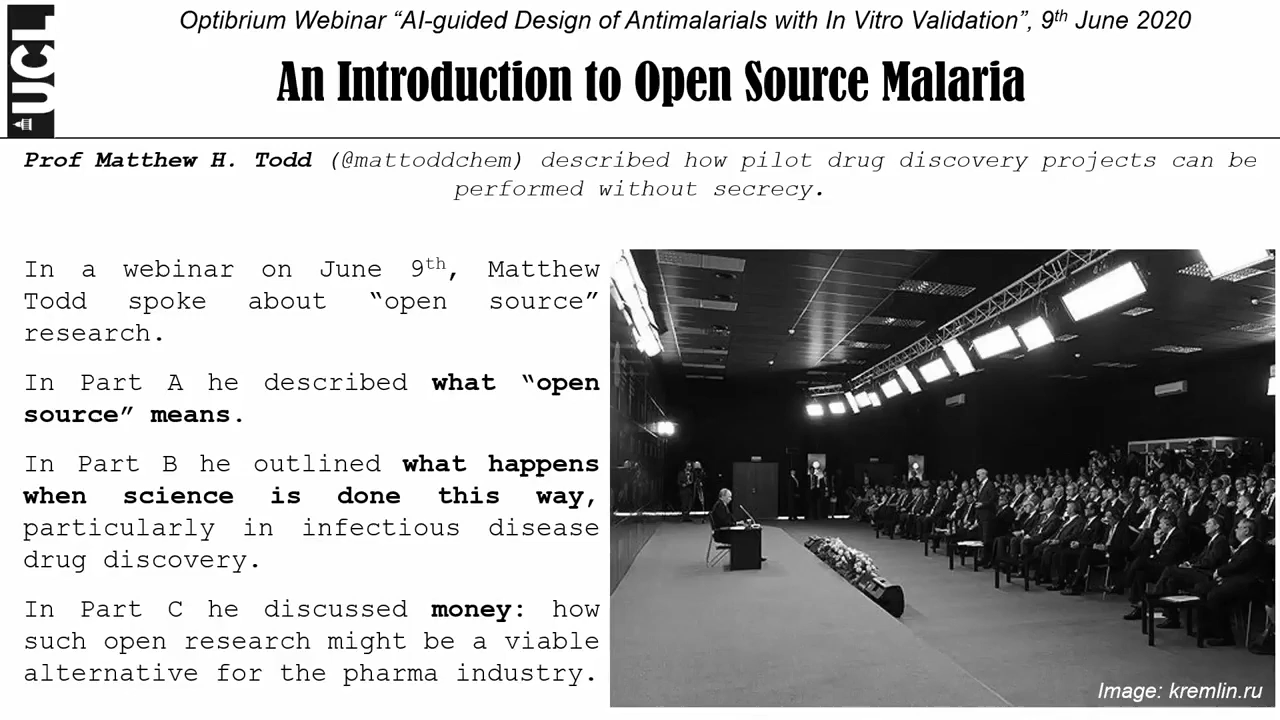 UCL
Optibrium Webinar “AI-guided Design of Antimalarials with In Vitro Validation”, 9th June 2020
An Introduction to Open Source Malaria
Prof Matthew H. Todd (@mattoddchem) described how pilot drug discovery projects can be
performed without secrecy.
In a webinar on June 9th, Matthew
Todd spoke about “open source”
research.
In Part A he described what “open
source” means.
In Part B he outlined what happens
when science is done this way,
particularly in infectious disease
drug discovery.
In Part C he discussed money: how
such open research might be a viable
alternative for the pharma industry.
Image: kremlin.ru